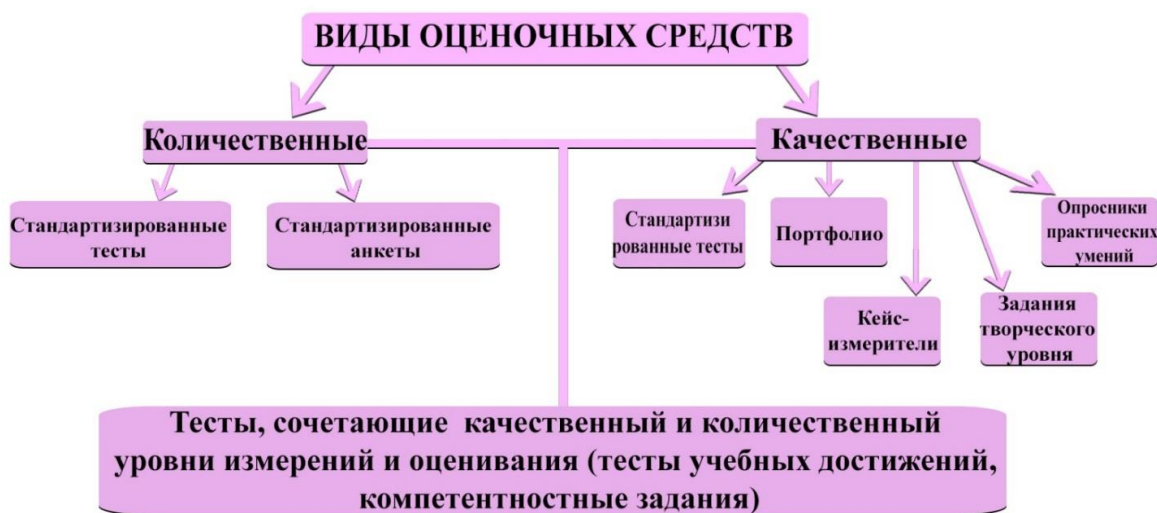 ВИДЫ ОЦЕНОЧНЫХ СРЕДСТВ
Количественные
Качественные
Стандартизированные
тесты
Стандартизированные
анкеты
Стандартизи
рованные тесты
Портфолио
Опросники
практических
умений
Кейс-
измерители
Задания
творческого
уровня
Тесты, сочетающие качественный и количественный
уровни измерений и оценивания (тесты учебных достижений,
компетентностные задания)